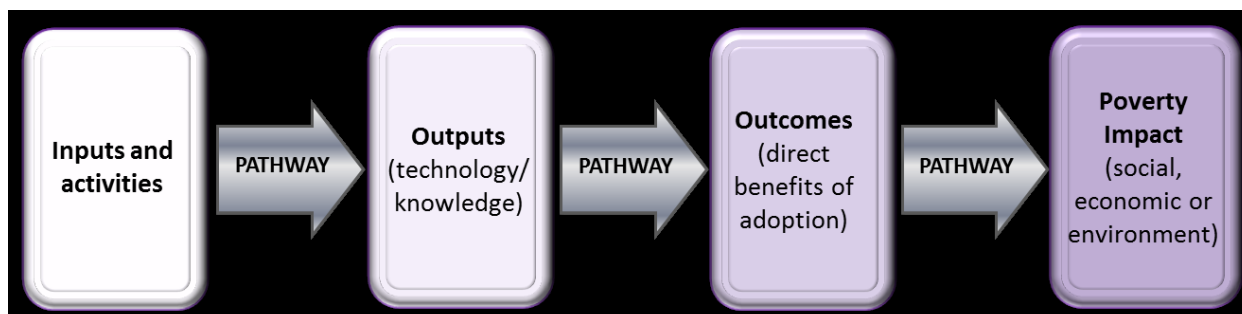 Inputs and
activities
PATHWAY
Outputs
(technology/
knowledge)
PATHWAY
Outcomes
(direct
benefits of
adoption)
PATHWAY
Poverty
Impact
(social,
economic or
environment)